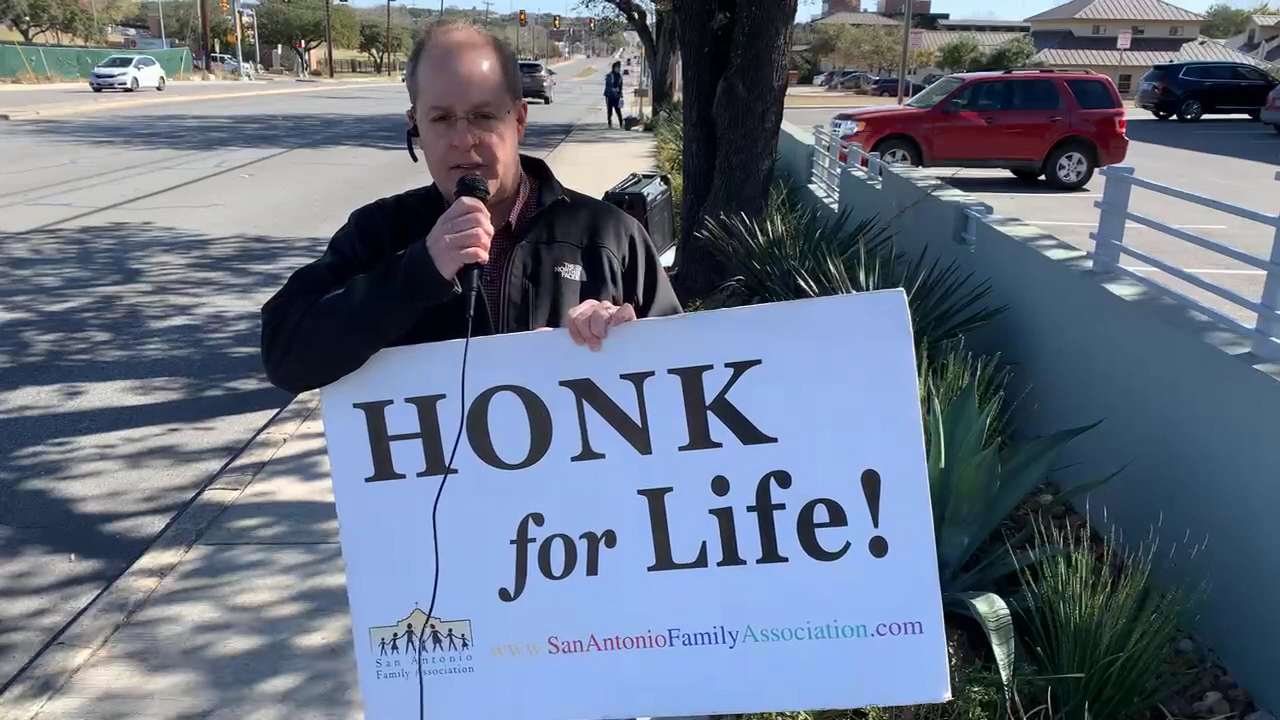 THE
NORTH
FACE
HONK
for Life!
San Antonio
Family Association
www.SanAntonioFamilyAssociation.com